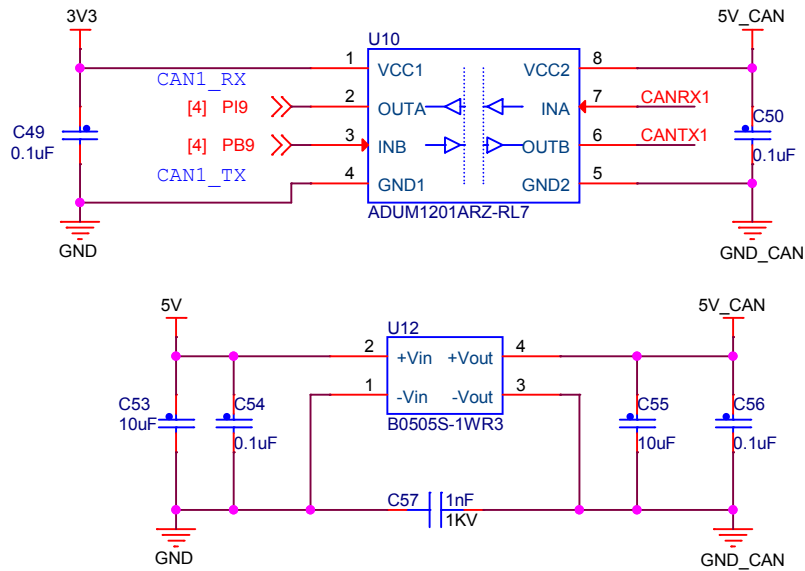 3V3
5V_CAN
U10
1
VCC1
VCC2
8
CAN1_RX
[4] PI9
2
OUTA
INA
7
CANRX1
C49
0.1uF
[4] PB9
3
INB
OUTB
6
CANTX1
C50
0.1uF
CAN1_TX
4
GND1
GND2
5
ADUM1201ARZ-RL7
GND
GND_CAN
5V
5V_CAN
U12
2
+Vin
+Vout
4
1
-Vin
-Vout
3
B0505S-1WR3
C53
10uF
C54
0.1uF
C55
10uF
C56
0.1uF
C57
1nF
1KV
GND
GND_CAN